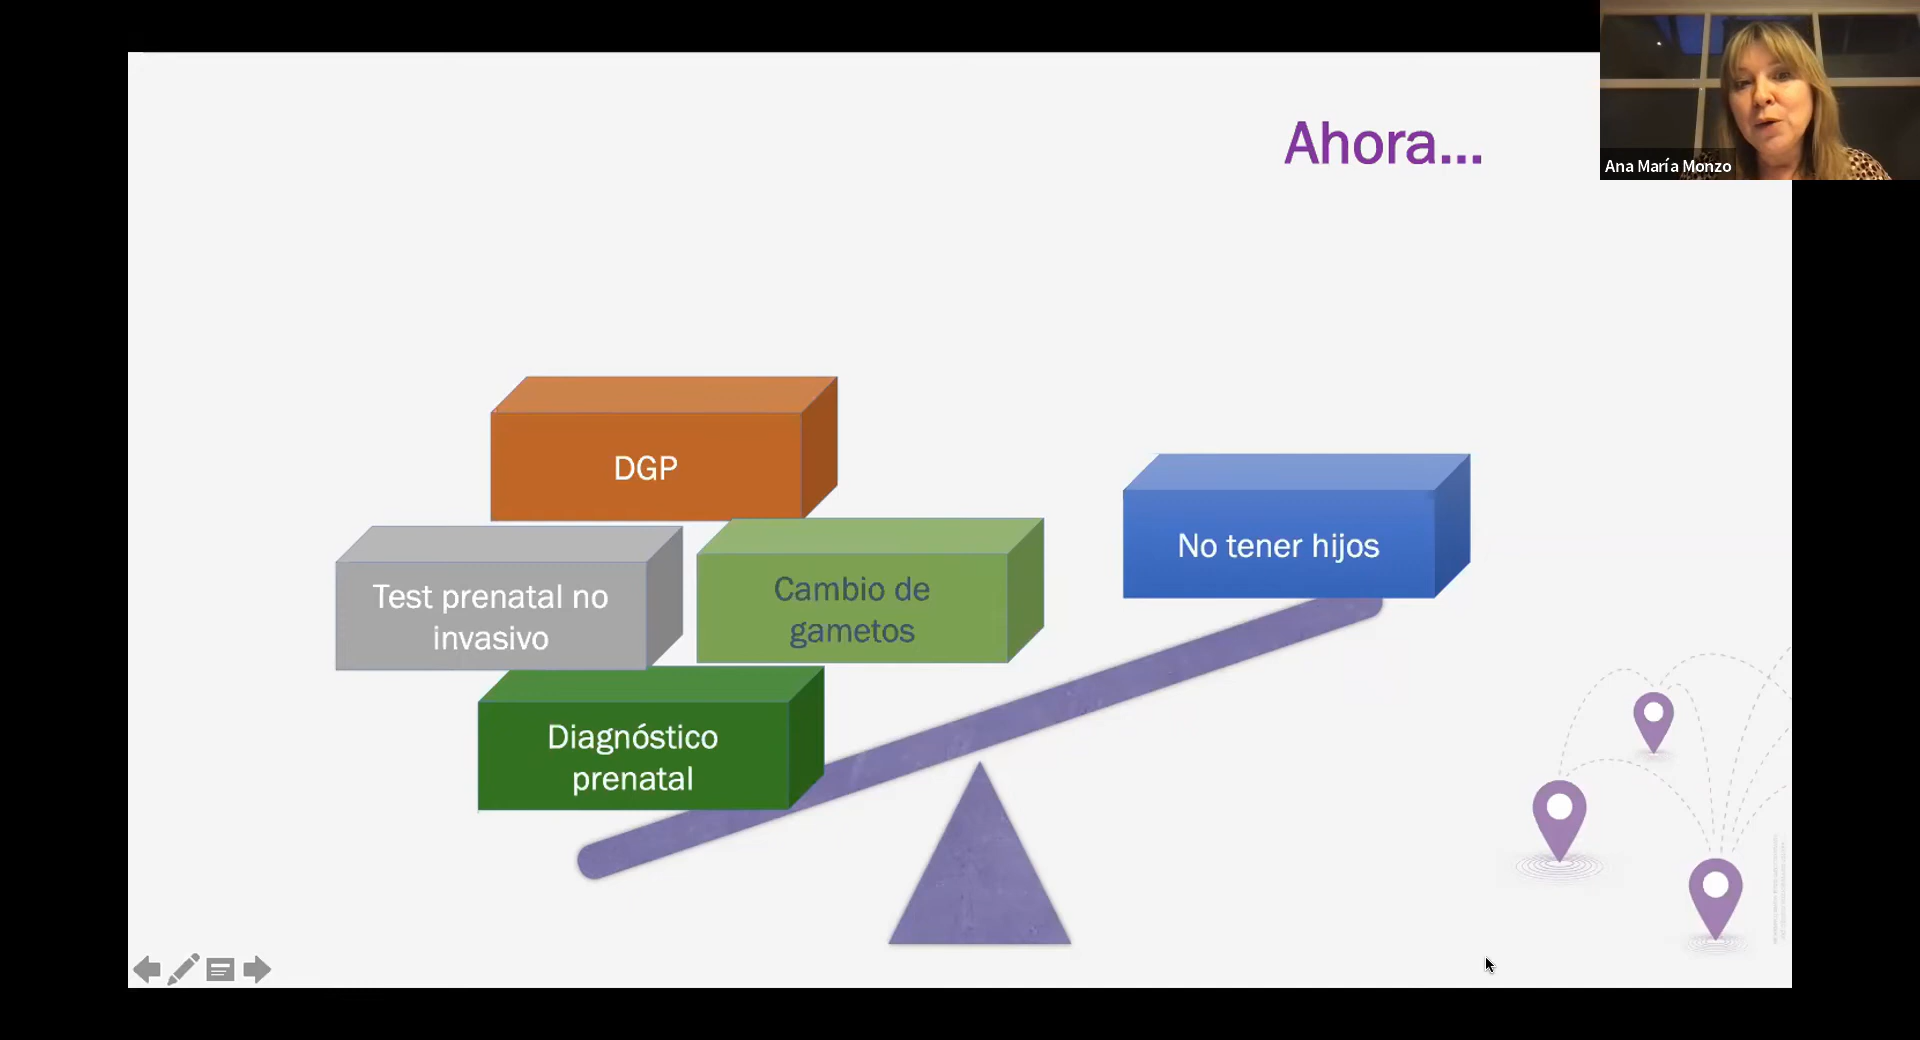 Ahora...
Ana María Monzo
DGP
No tener hijos
Test prenatal no
invasivo
Cambio de
gametos
Diagnóstico
prenatal